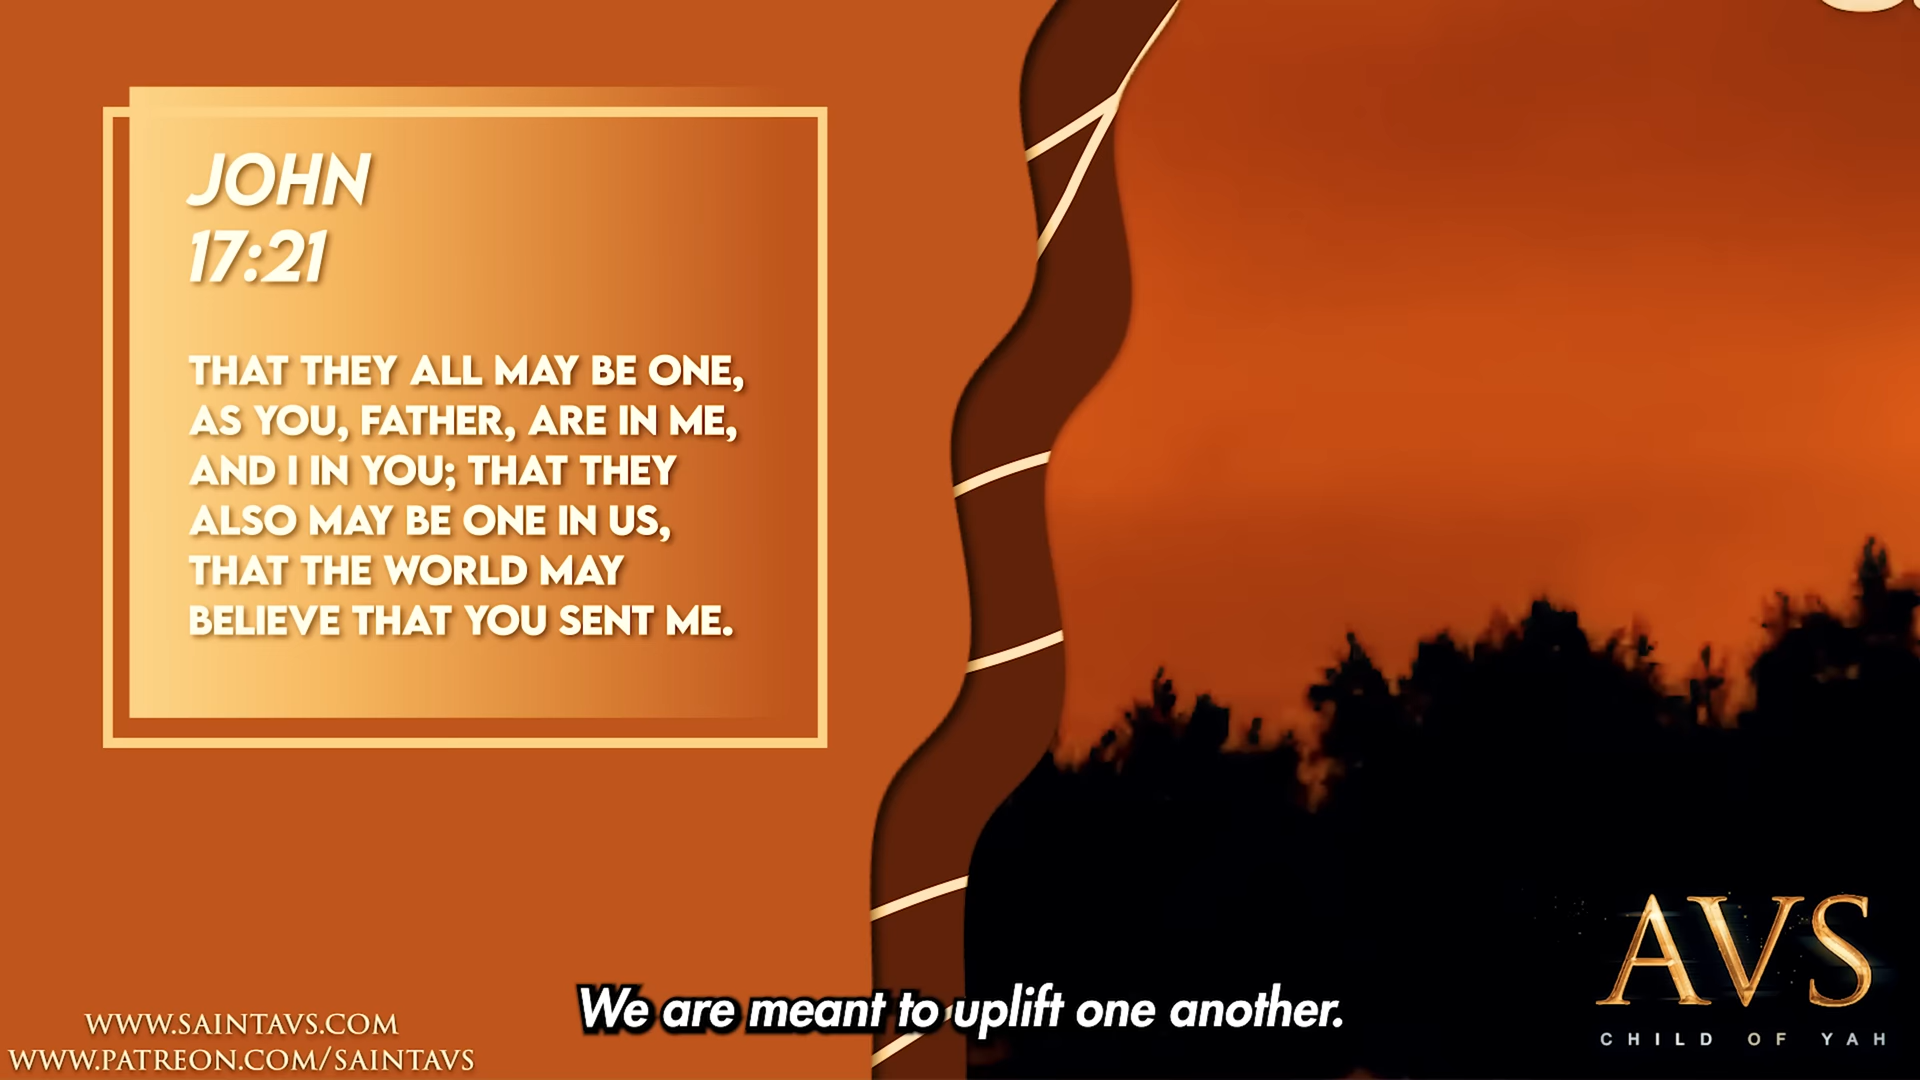 JOHN
17:21
THAT THEY ALL MAY BE ONE,
AS YOU, FATHER, ARE IN ME,
AND I IN YOU; THAT THEY
ALSO MAY BE ONE IN US,
THAT THE WORLD MAY
BELIEVE THAT YOU SENT ME.
We are meant to uplift one another.
WWW.SAINTAVS.COM
WWW.PATREON.COM/SAINTAVS
AVS
CHILD OF YAH